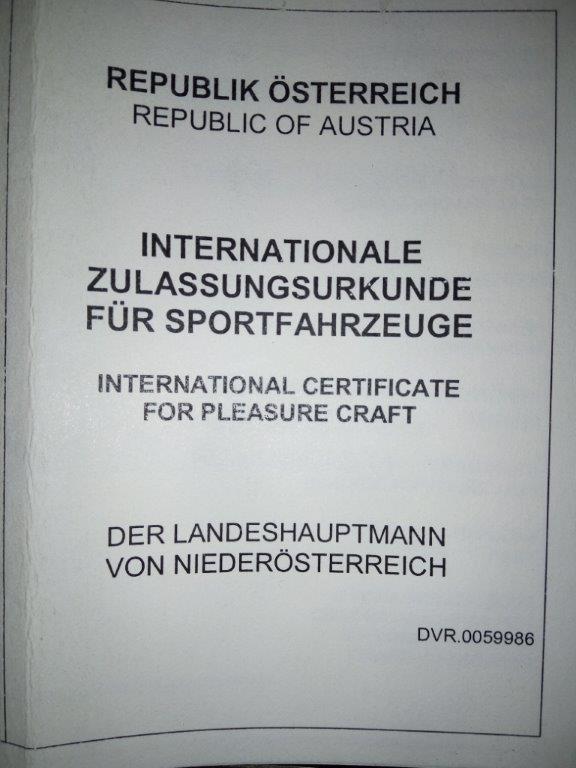 REPUBLIK ÖSTERREICH
REPUBLIC OF AUSTRIA
INTERNATIONALE
ZULASSUNGSURKUNDE
FÜR SPORTFAHRZEUGE
INTERNATIONAL CERTIFICATE
FOR PLEASURE CRAFT
DER LANDESHAUPTMANN
VON NIEDERÖSTERREICH
DVR.0059986